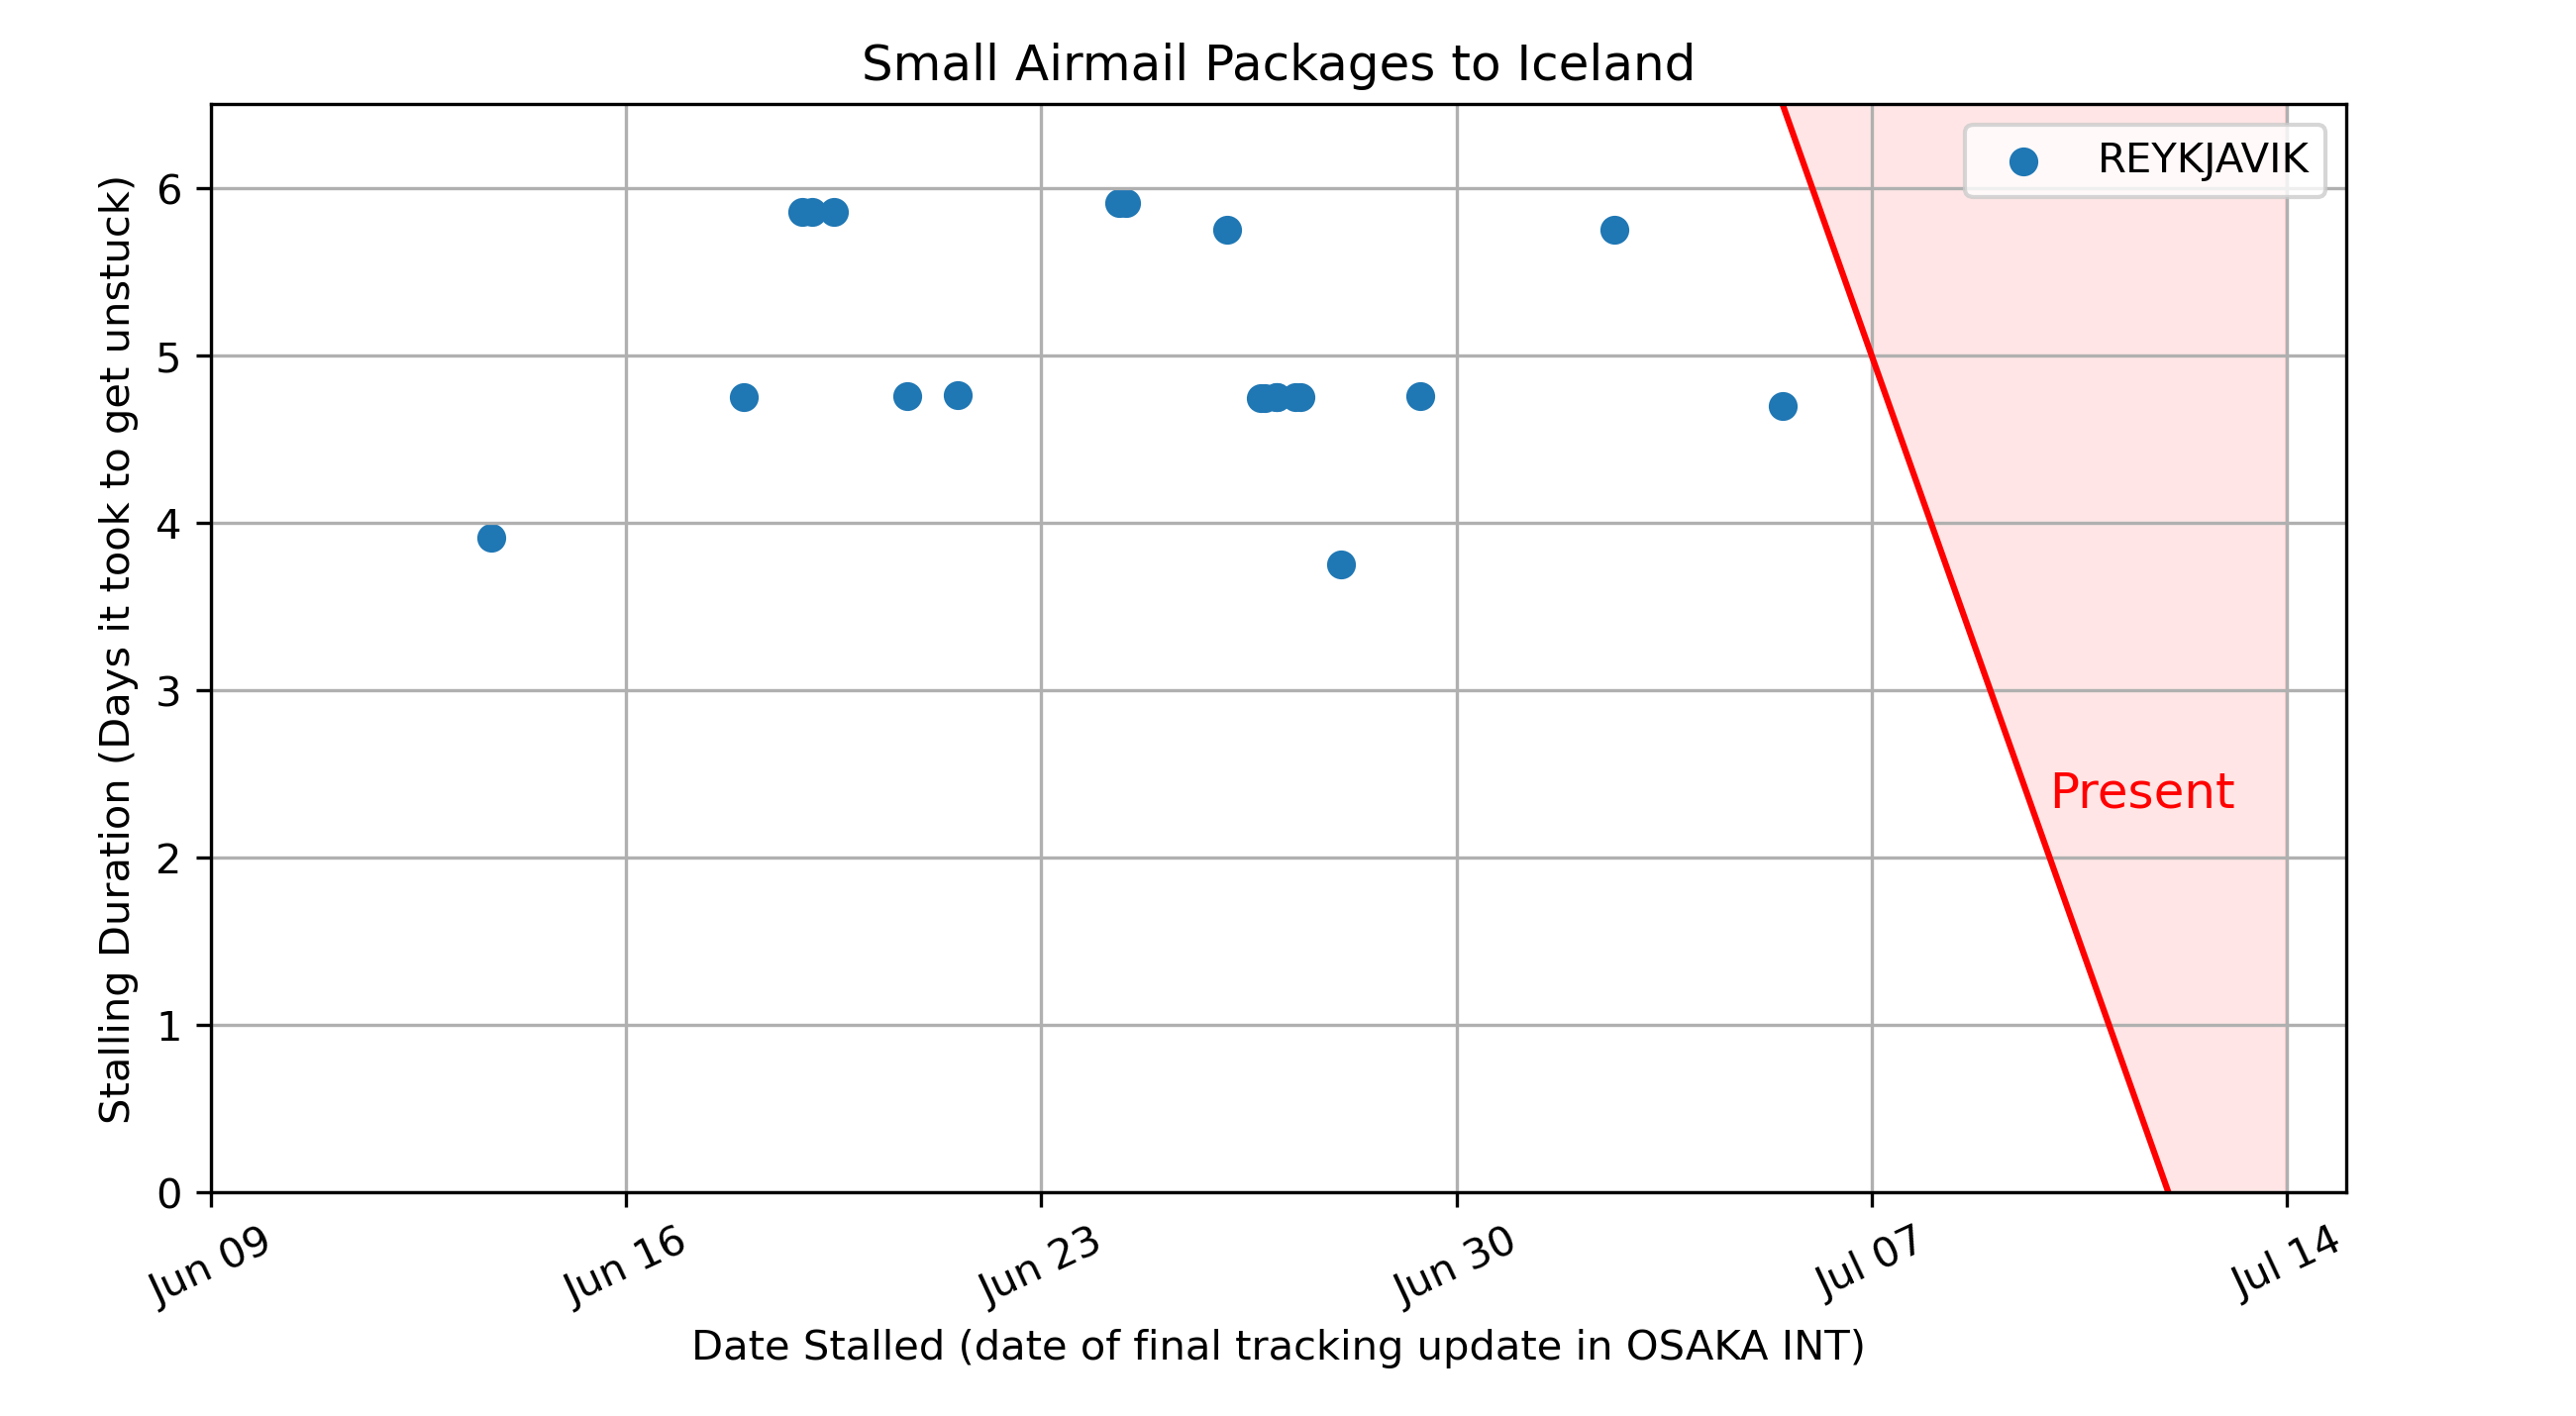 Small Airmail Packages to Iceland
REYKJAVIK
Stalling Duration (Days it took to get unstuck)
6
5
4
3
2
1
0
Present
Jun 09
Jun 16
Jun 23
Jun 30
Jul 07
Jul 14
Date Stalled (date of final tracking update in OSAKA INT)